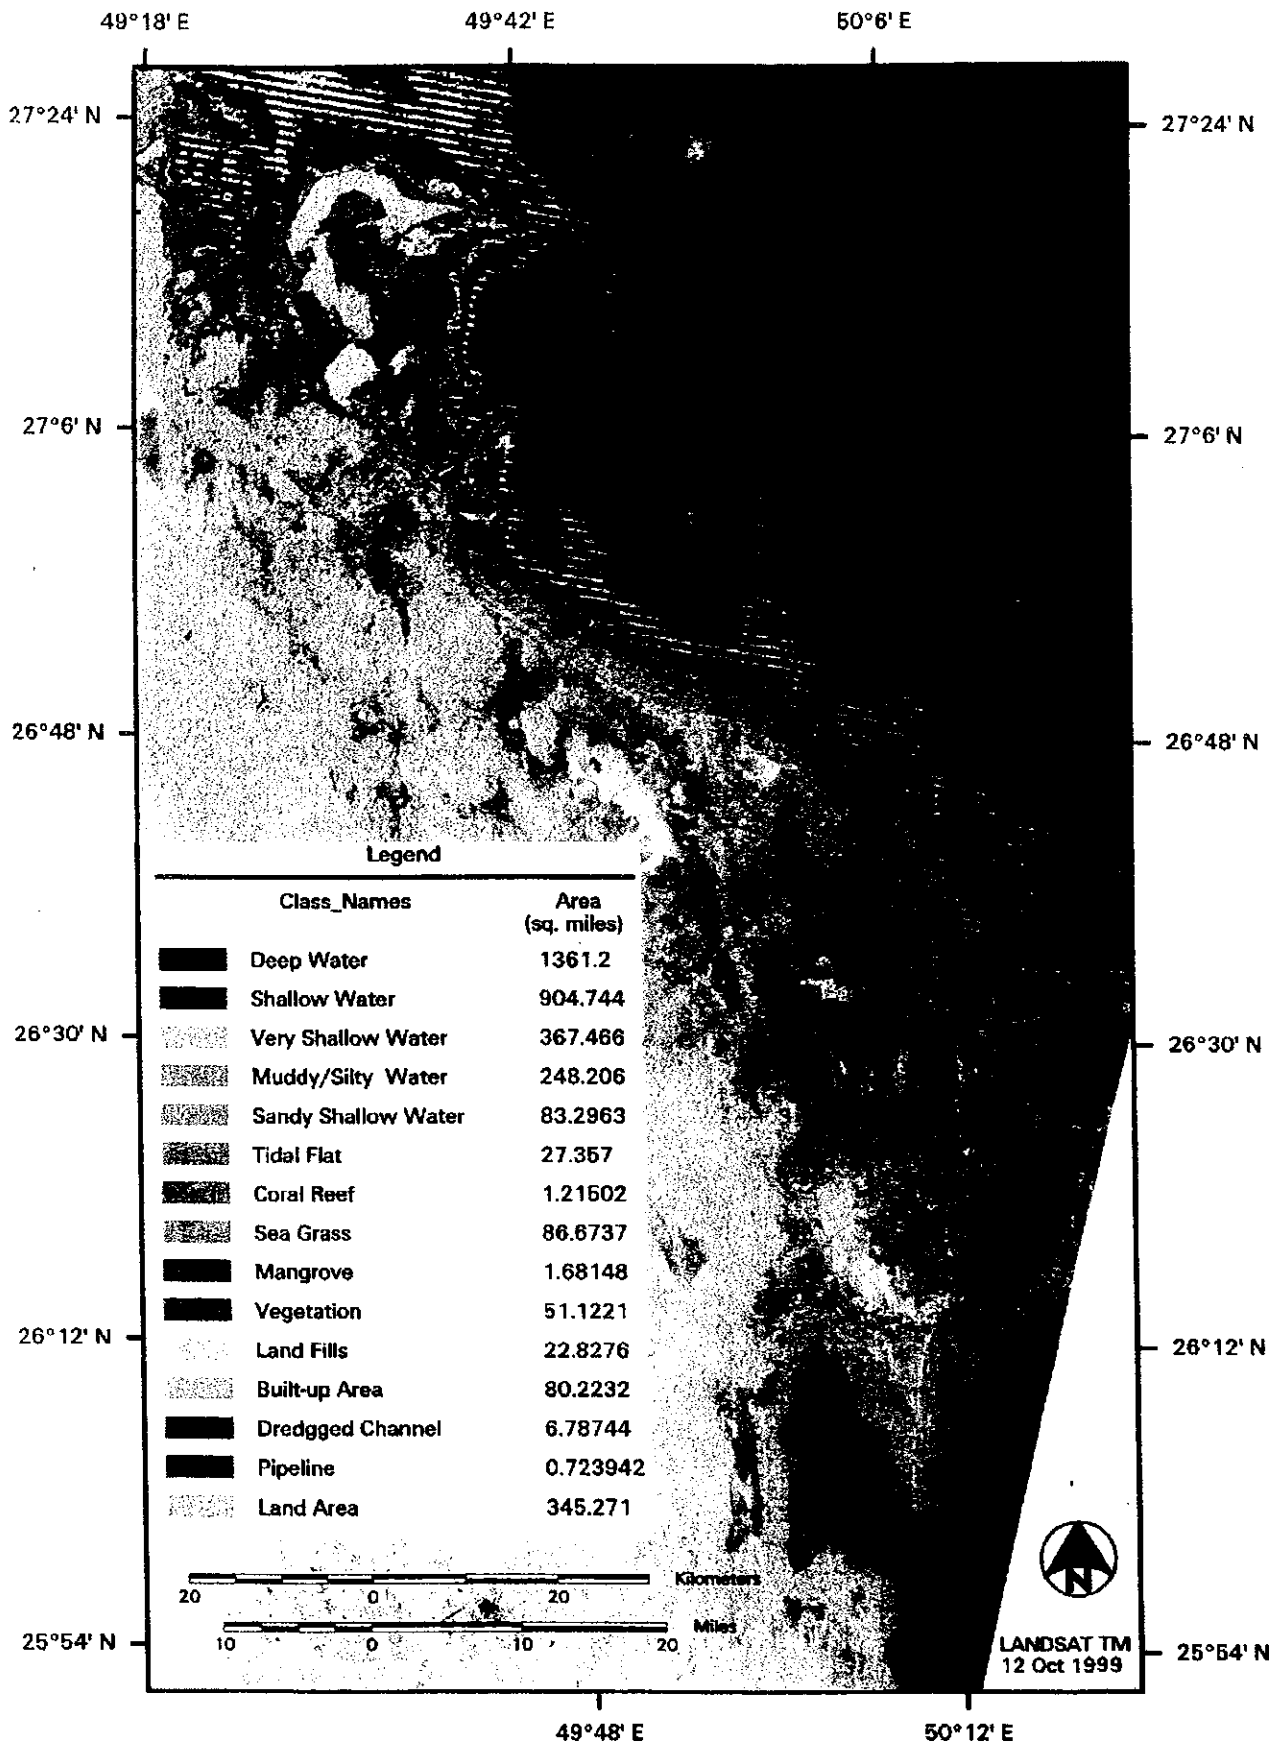 49°18' E 49°42' E 50°6' E
27°24' N 27°24' N
27°6' N 27°6' N
26°48' N 26°48' N
Legend
Class_Names Area
(sq. miles)
Deep Water 1361.2
Shallow Water 904.744
Very Shallow Water 367.466
26°30' N 26°30' N
Muddy/Silty Water 248.206
Sandy Shallow Water 83.2963
Tidal Flat 27.357
Coral Reef 1.21502
Sea Grass 86.6737
Mangrove 1.68148
Vegetation 51.1221
26°12' N 26°12' N
Land Fills 22.8276
Built-up Area 80.2232
Dredgged Channel 6.78744
Pipeline 0.723942
Land Area 345.271
Kilometers
20 0 20
Miles
10 0 10 20
N
25°54' N 25°54' N
LANDSAT TM
12 Oct 1999
49°48' E 50°12' E